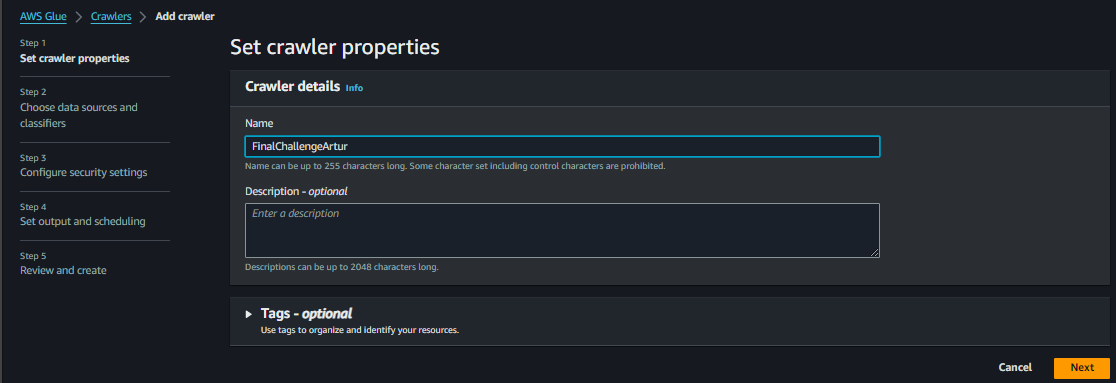 AWS Glue > Crawlers > Add crawler
Step 1
Set crawler properties
Step 2
Choose data sources and
classifiers
Step 3
Configure security settings
Step 4
Set output and scheduling
Step 5
Review and create
Set crawler properties
Crawler details Info
Name
FinalChallengeArtur
Name can be up to 255 characters long. Some character set including control characters are prohibited.
Description - optional
Enter a description
Descriptions can be up to 2048 characters long.
Tags - optional
Use tags to organize and identify your resources.
Cancel Next